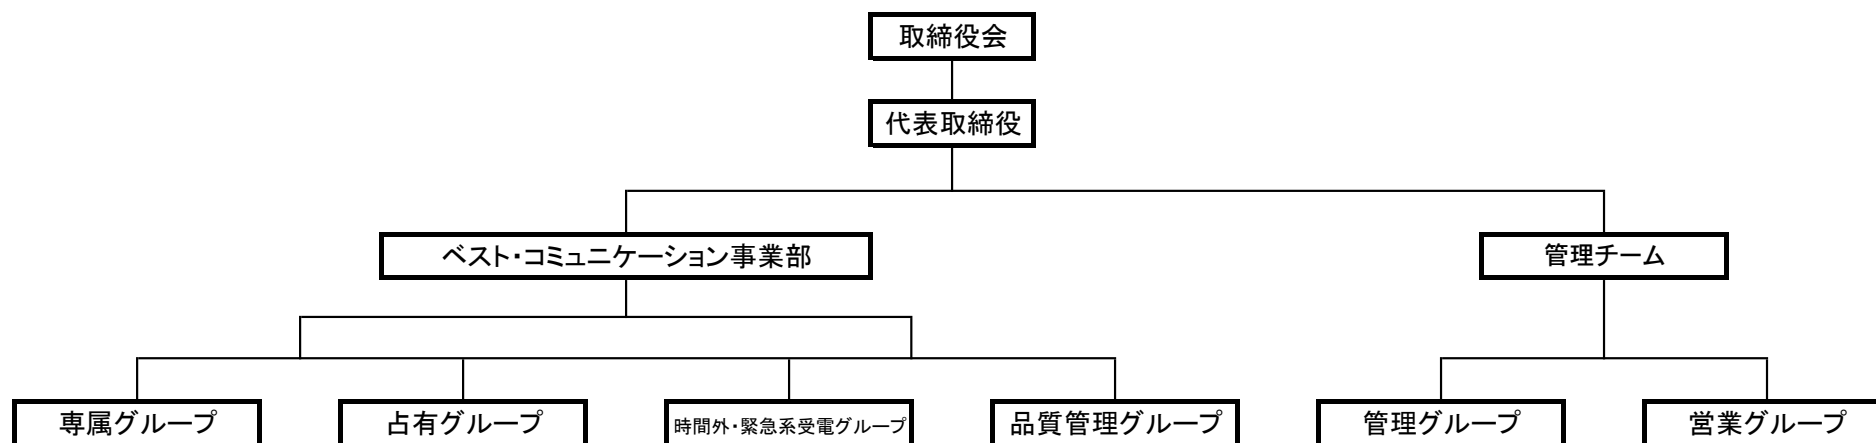 取締役会
代表取締役
ベスト・コミュニケーション事業部
管理チーム
専属グループ
占有グループ
時間外・緊急系受電グループ
品質管理グループ
管理グループ
営業グループ